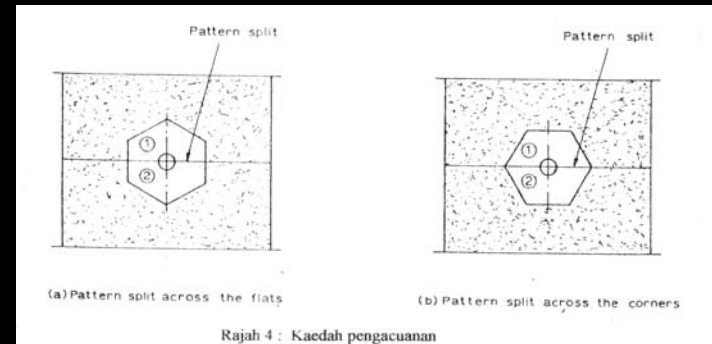 Pattern split
Pattern split
1
2
1
2
(a) Pattern split across the flats
(b) Pattern split across the corners
Rajah 4 : Kaedah pengacuanan